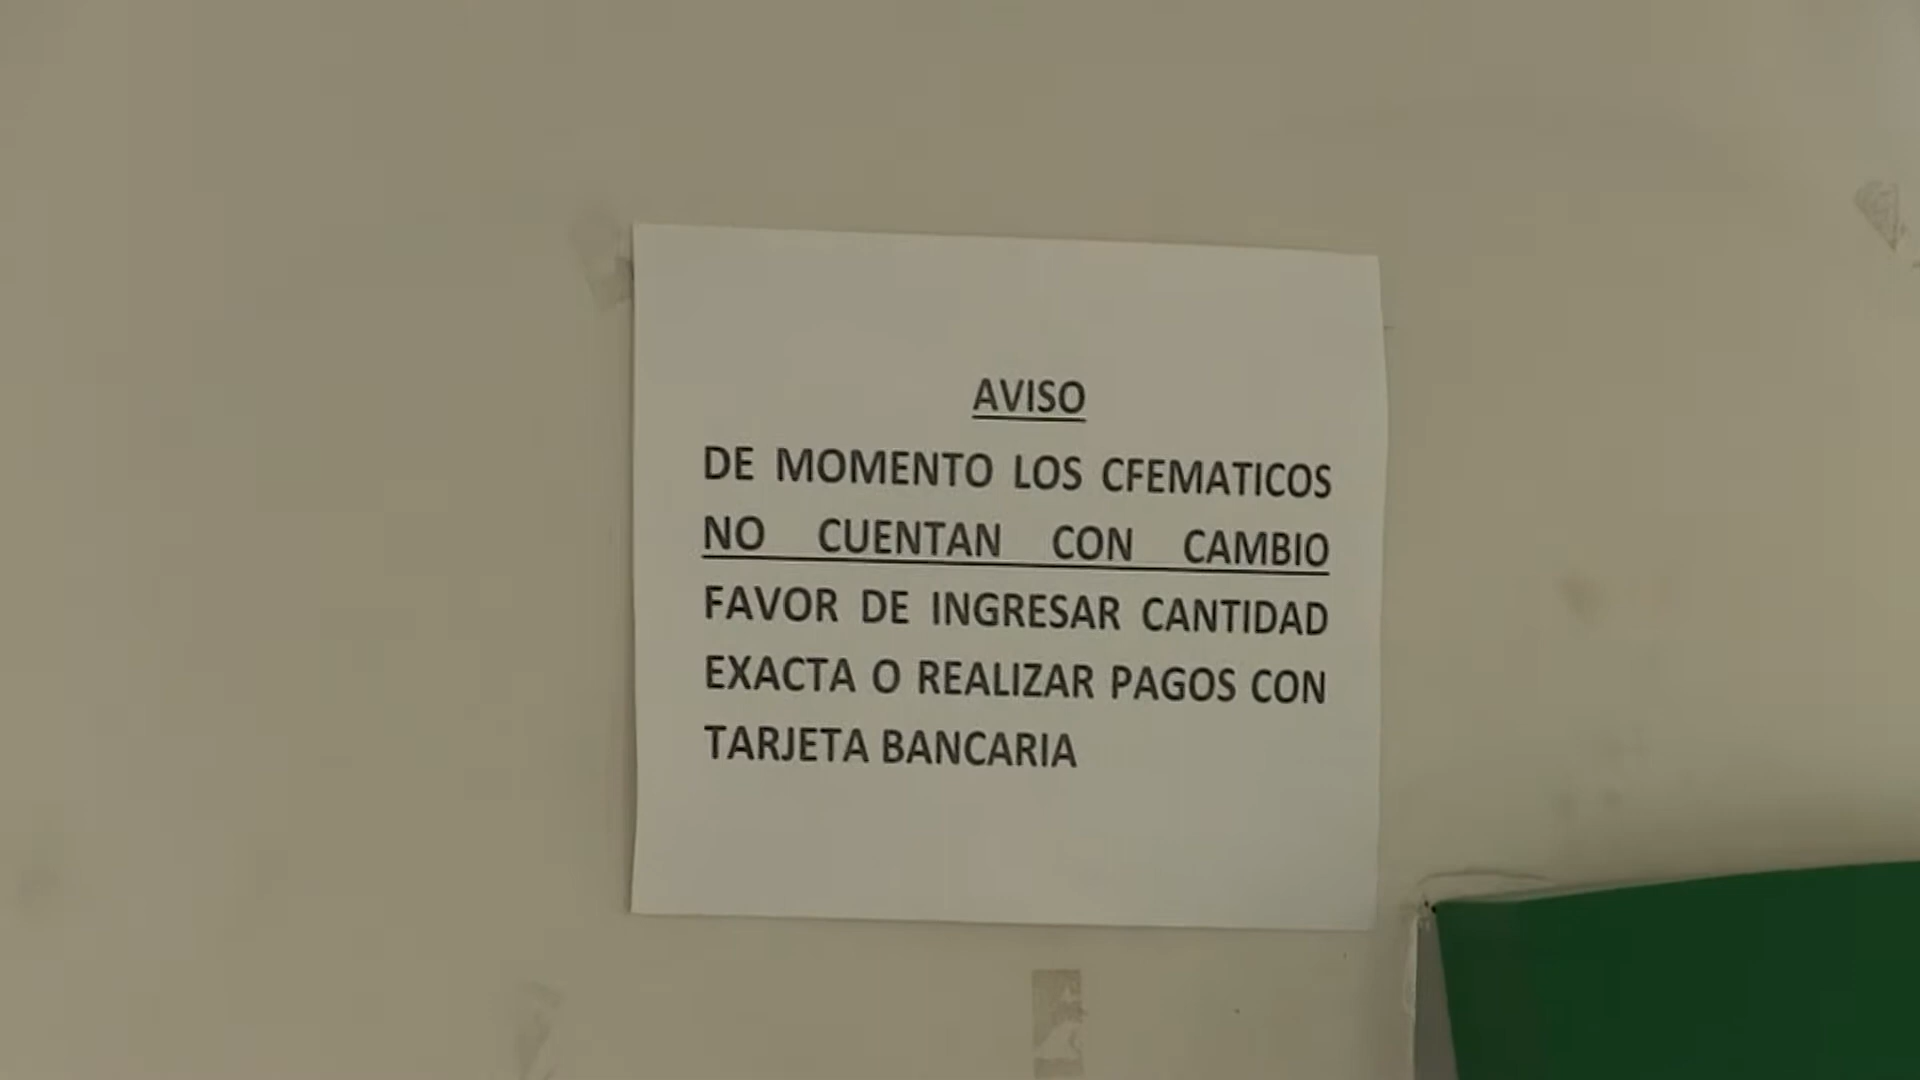 AVISO
DE MOMENTO LOS CFEMATICOS
NO CUENTAN CON CAMBIO
FAVOR DE INGRESAR CANTIDAD
EXACTA O REALIZAR PAGOS CON
TARJETA BANCARIA